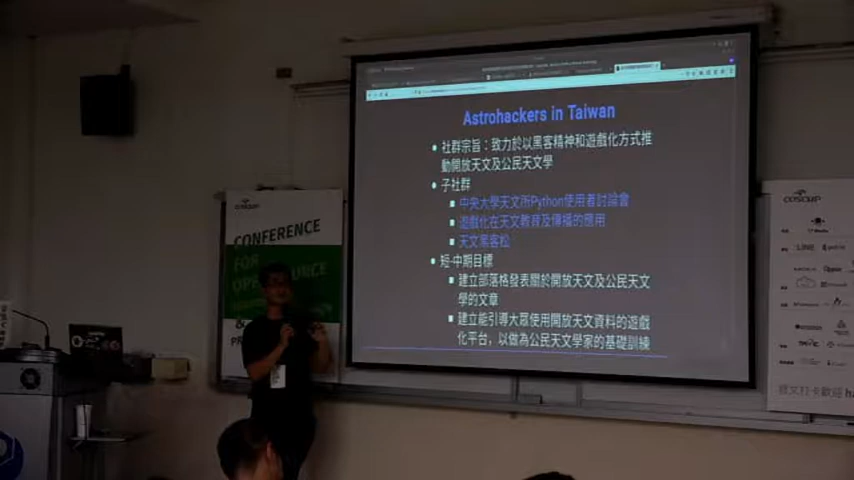 Astrohackers in Taiwan
社群宗旨：致力於以黑客精神和遊戲化方式推
動開放天文及公民天文學
子社群
中央大學天文所Python使用者討論會
遊戲化在天文教育及傳播的應用
天文黑客松
短-中期目標
建立部落格發表關於開放天文及公民天文
學的文章
建立能引導大眾使用開放天文資料的遊戲
化平台，以做為公民天文學家的基礎訓練
COSCUP
CONFERENCE
FOR
OPEN
COSCUP
LINE